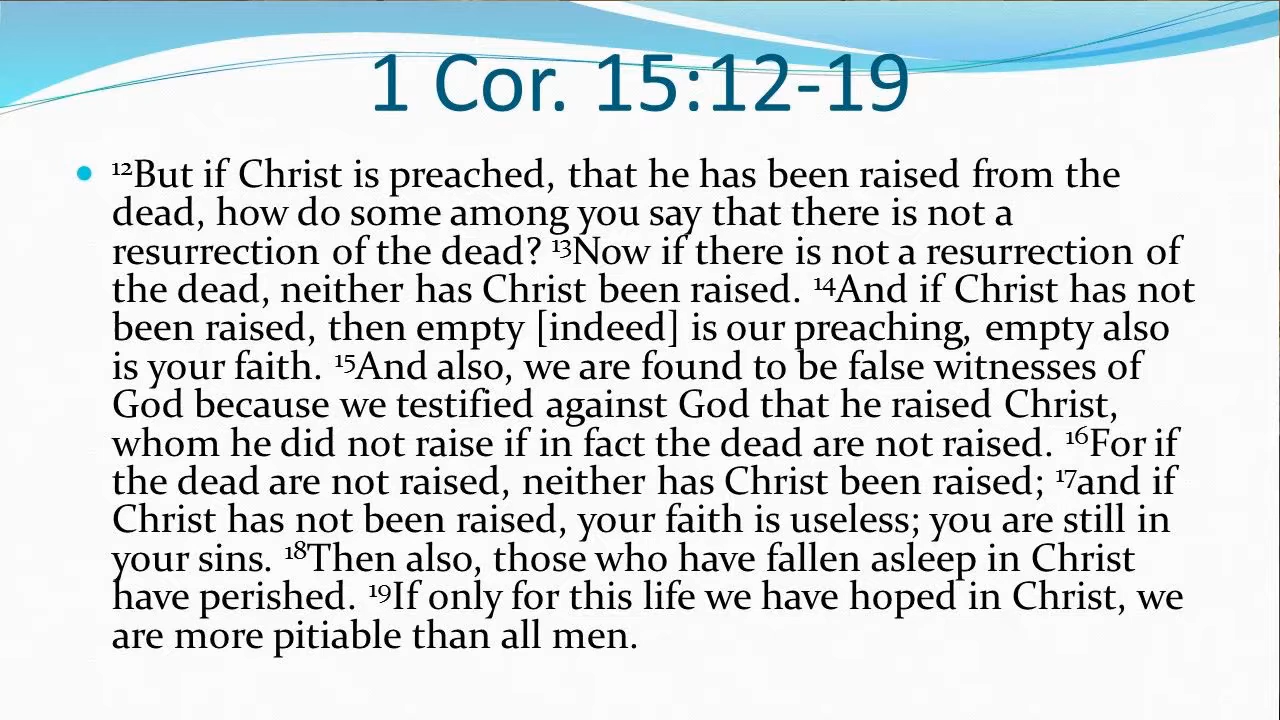 1 Cor. 15:12-19
• ¹²But if Christ is preached, that he has been raised from the
dead, how do some among you say that there is not a
resurrection of the dead? ¹³Now if there is not a resurrection of
the dead, neither has Christ been raised. ¹⁴And if Christ has not
been raised, then empty [indeed] is our preaching, empty also
is your faith. ¹⁵And also, we are found to be false witnesses of
God because we testified against God that he raised Christ,
whom he did not raise if in fact the dead are not raised. ¹⁶For if
the dead are not raised, neither has Christ been raised; ¹⁷and if
Christ has not been raised, your faith is useless; you are still in
your sins. ¹⁸Then also, those who have fallen asleep in Christ
have perished. ¹⁹If only for this life we have hoped in Christ, we
are more pitiable than all men.